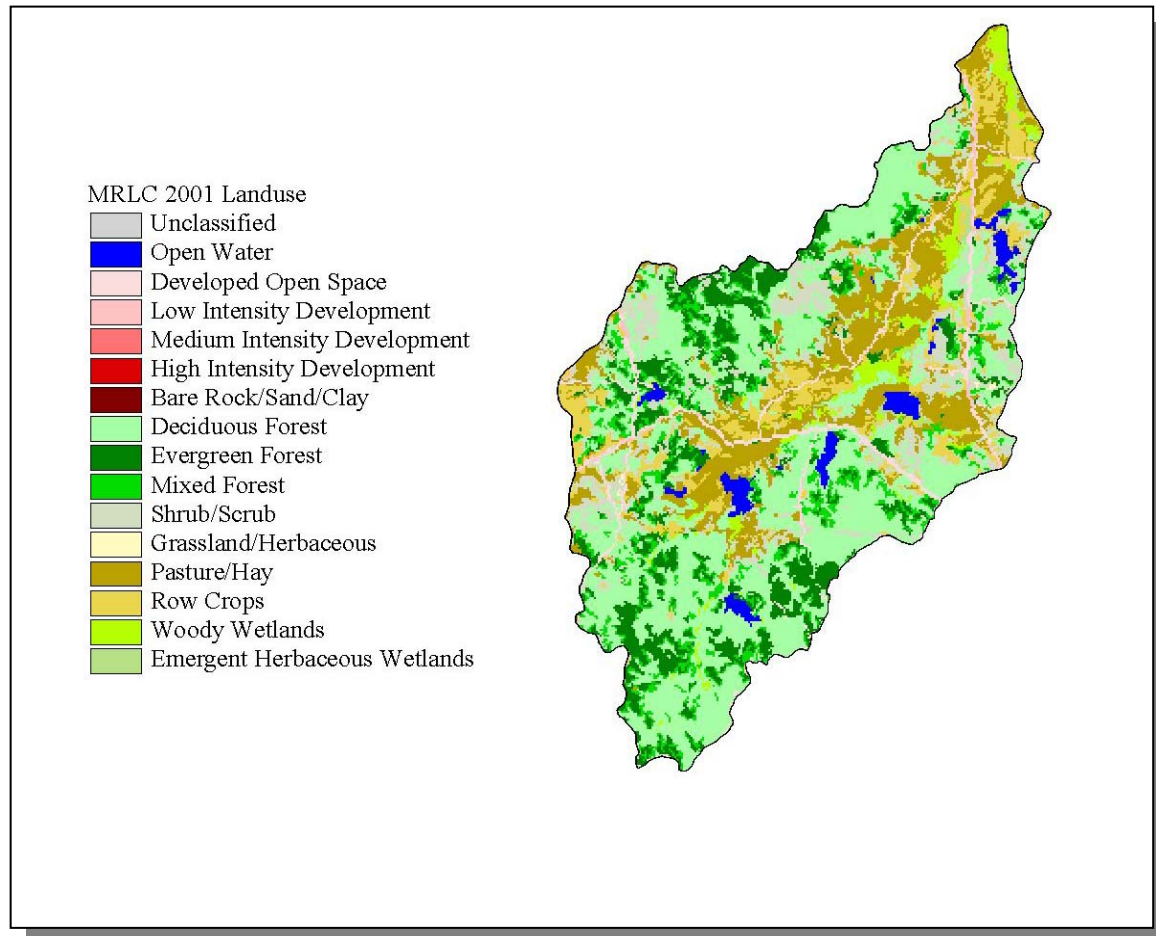 MRLC 2001 Landuse
Unclassified
Open Water
Developed Open Space
Low Intensity Development
Medium Intensity Development
High Intensity Development
Bare Rock/Sand/Clay
Deciduous Forest
Evergreen Forest
Mixed Forest
Shrub/Scrub
Grassland/Herbaceous
Pasture/Hay
Row Crops
Woody Wetlands
Emergent Herbaceous Wetlands